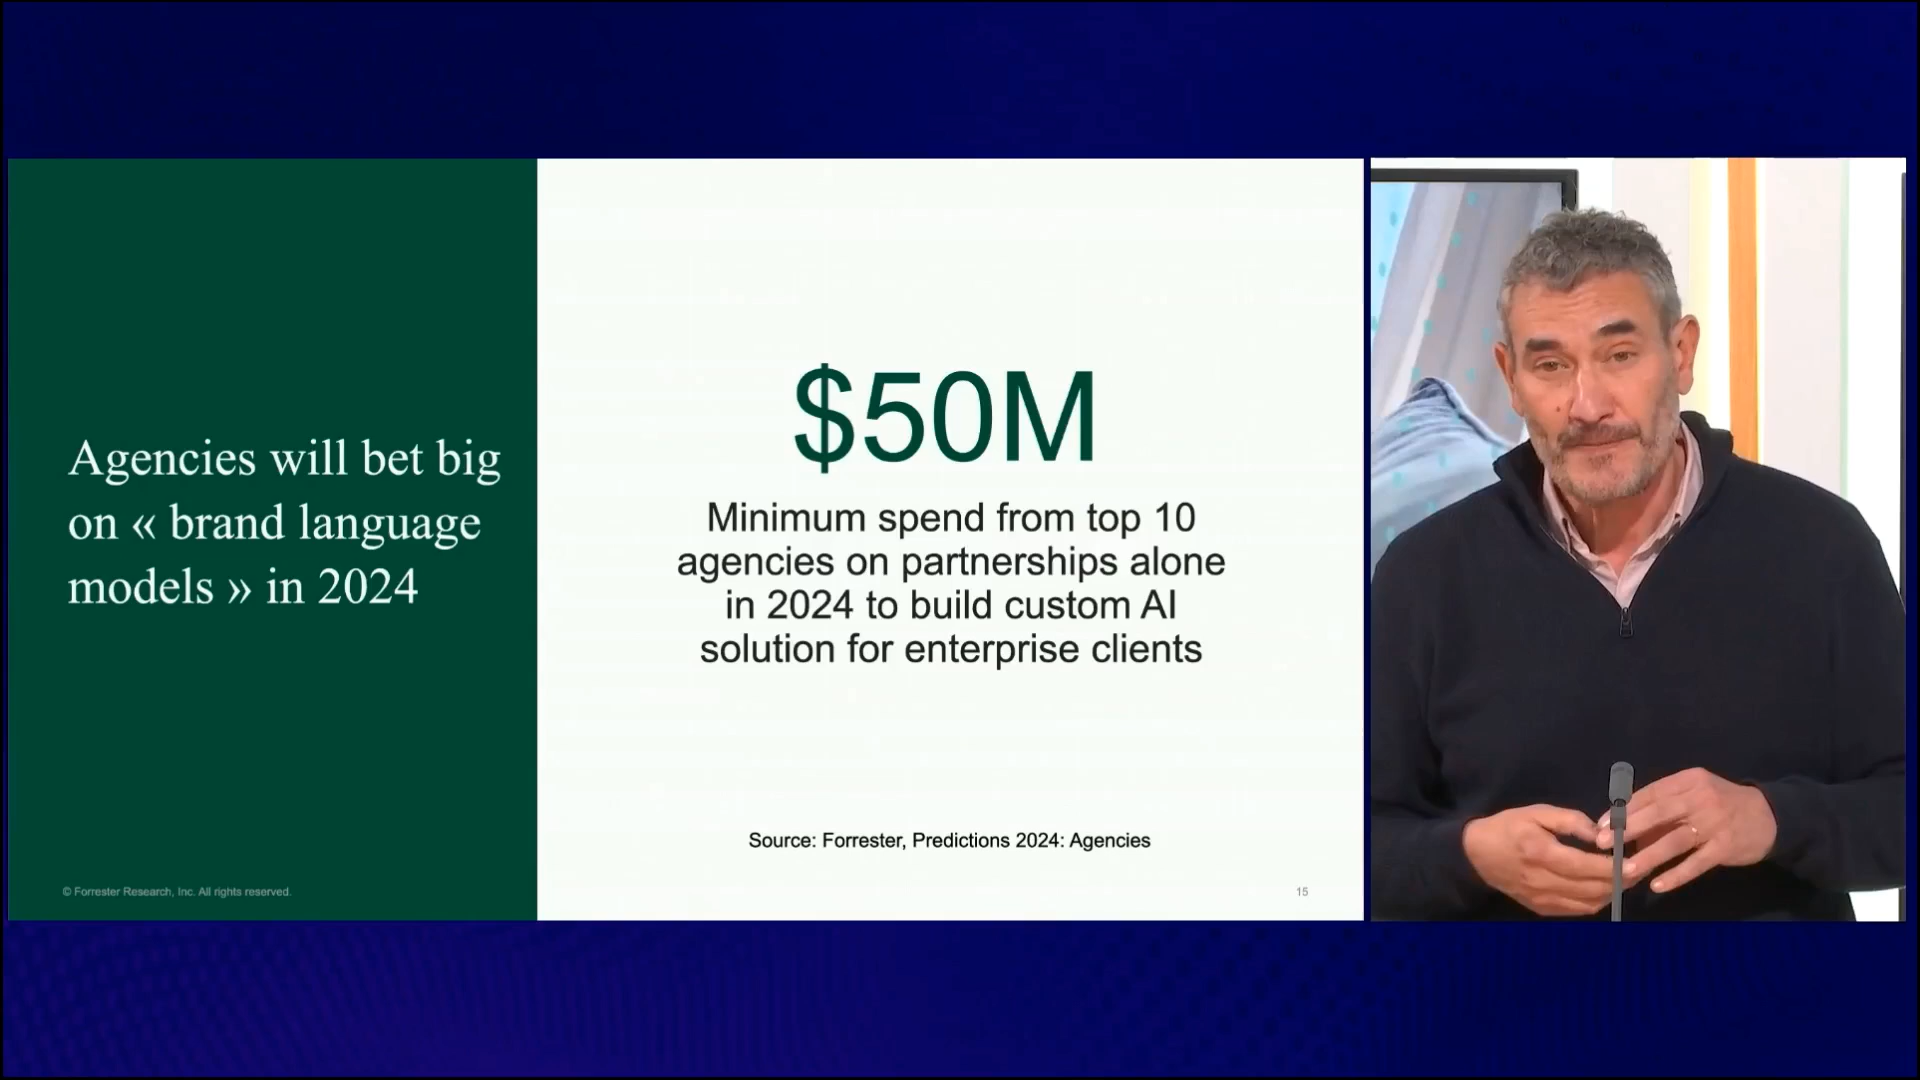 Agencies will bet big
on « brand language
models » in 2024
$50M
Minimum spend from top 10
agencies on partnerships alone
in 2024 to build custom AI
solution for enterprise clients
Source: Forrester, Predictions 2024: Agencies
© Forrester Research, Inc. All rights reserved.
15